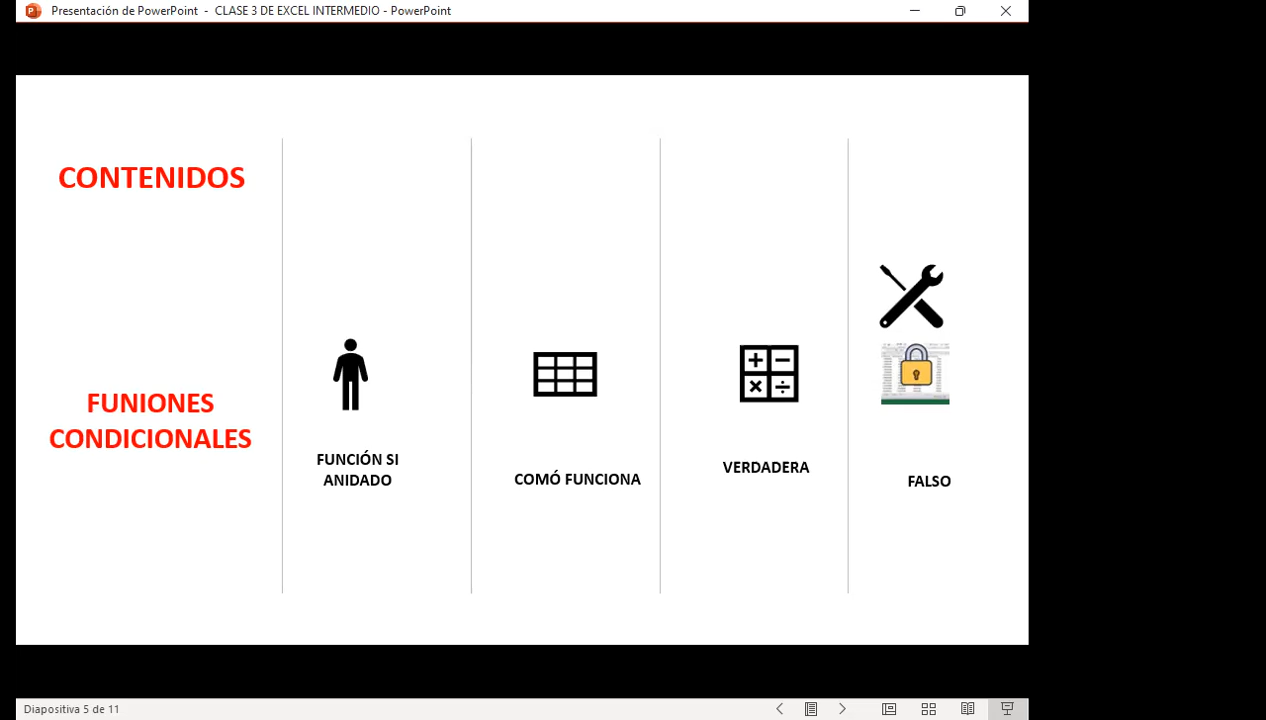 Presentación de PowerPoint - CLASE 3 DE EXCEL INTERMEDIO - PowerPoint
CONTENIDOS
FUNIONES
CONDICIONALES
FUNCIÓN SI
ANIDADO
COMÓ FUNCIONA
VERDADERA
FALSO
Diapositiva 5 de 11